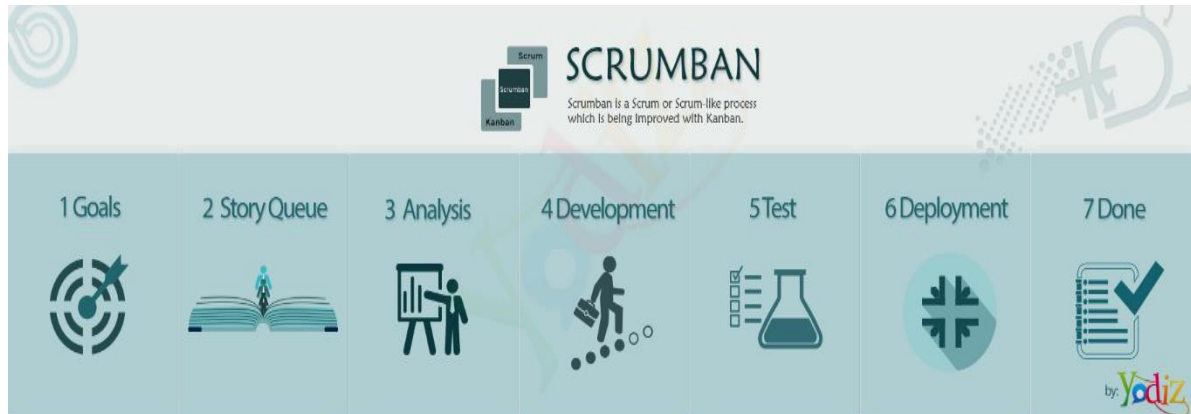 Scrum
Scrumban
Kanban
SCRUMBAN
Scrumban is a Scrum or Scrum-like process
which is being improved with Kanban.
1 Goals
2 Story Queue
3 Analysis
4 Development
5 Test
6 Deployment
7 Done
by: Yodiz
Yodiz